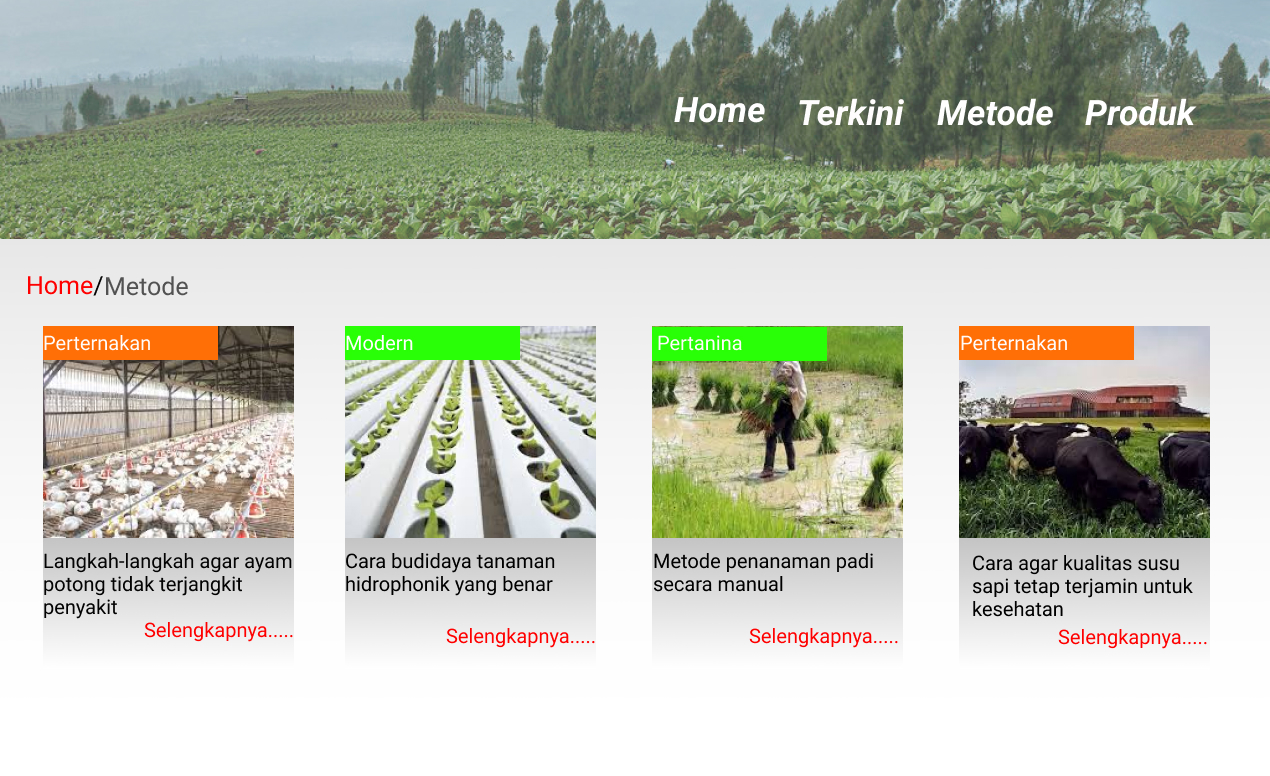 Home Terkini Metode Produk
Home/Metode
Perternakan
Langkah-langkah agar ayam
potong tidak terjangkit
penyakit
Selengkapnya.....
Modern
Cara budidaya tanaman
hidrophonik yang benar
Selengkapnya.....
Pertanina
Metode penanaman padi
secara manual
Selengkapnya.....
Perternakan
Cara agar kualitas susu
sapi tetap terjamin untuk
kesehatan
Selengkapnya.....